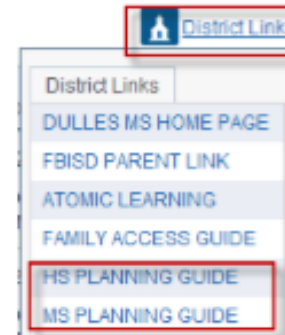 District Link
District Links
DULLES MS HOME PAGE
FBISD PARENT LINK
ATOMIC LEARNING
FAMILY ACCESS GUIDE
HS PLANNING GUIDE
MS PLANNING GUIDE